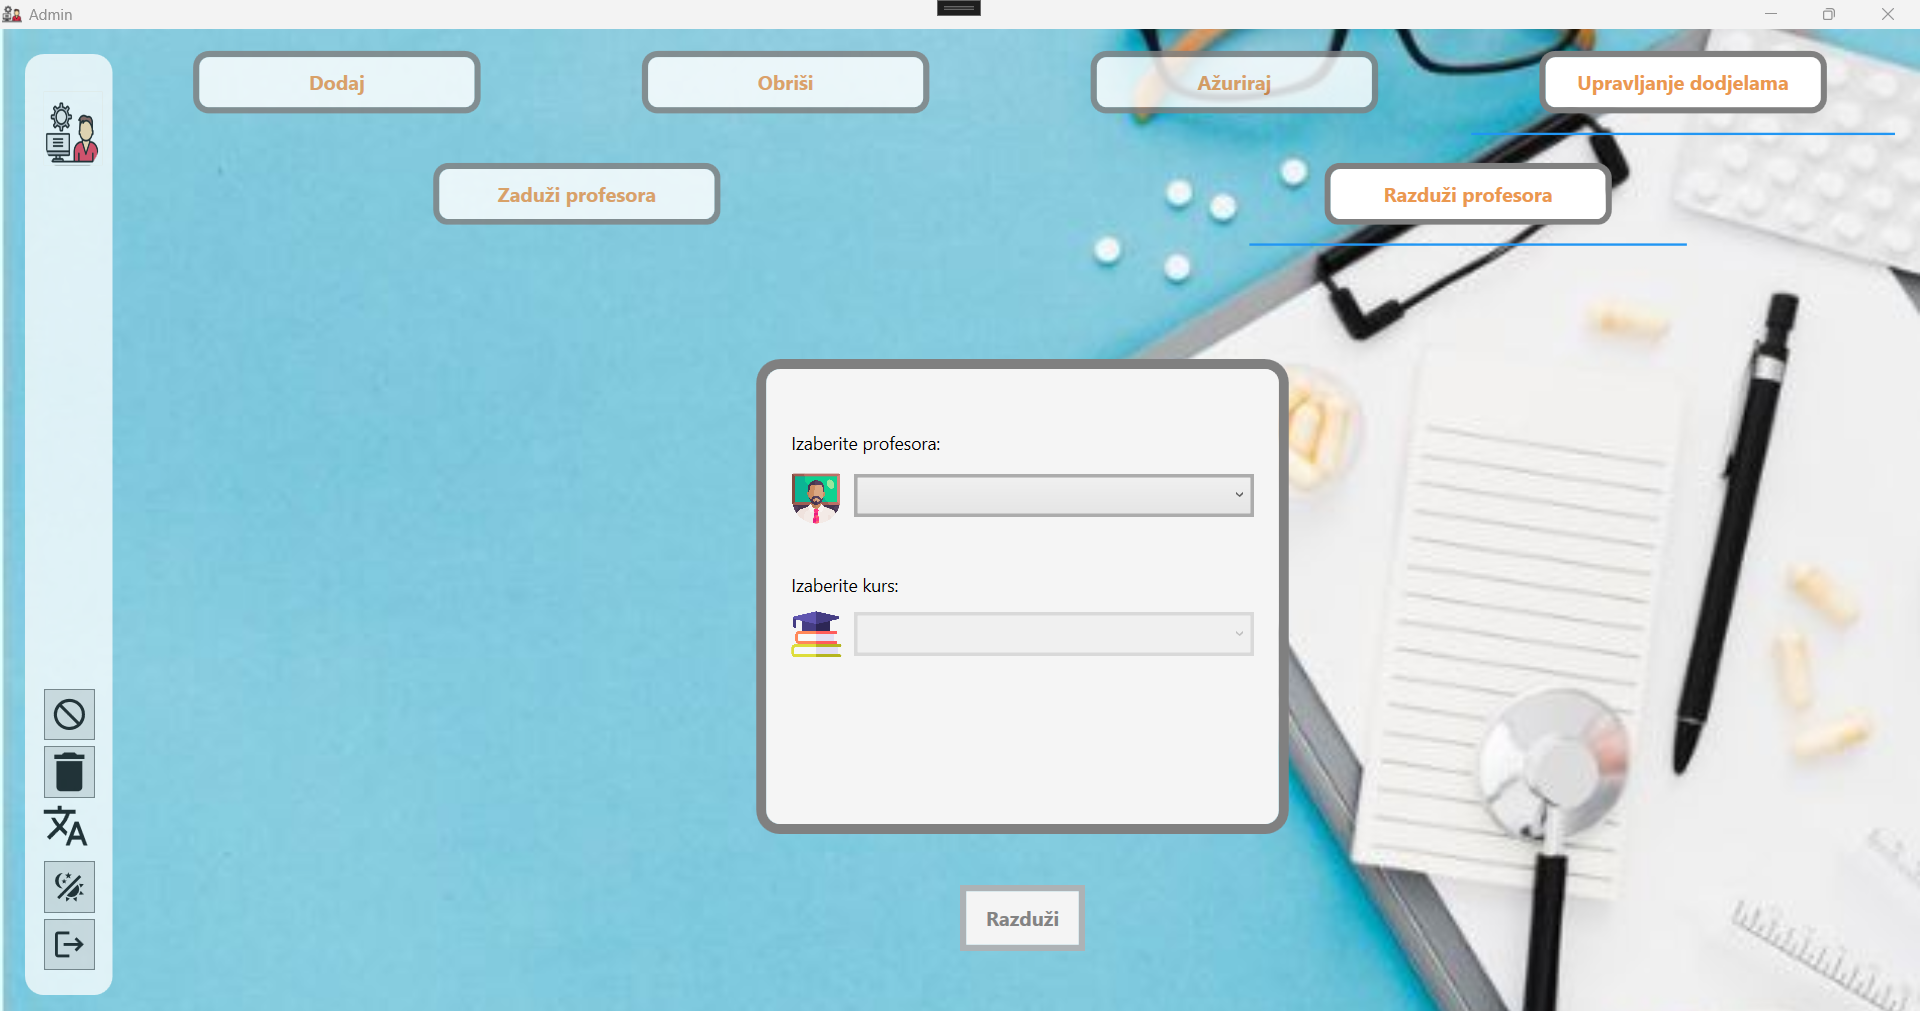 Admin
Dodaj
Obriši
Ažuriraj
Upravljanje dodjelama
Zaduži profesora
Razduži profesora
Izaberite profesora:
Izaberite kurs:
Razduži